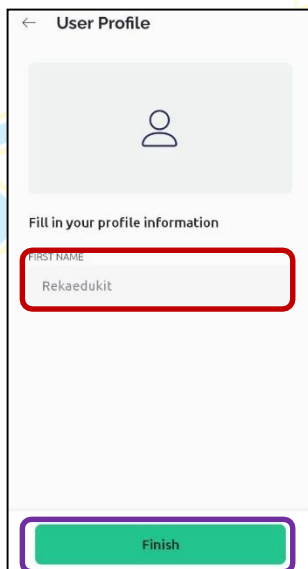 ← User Profile
Fill in your profile information
FIRST NAME
Rekaedukit
Finish